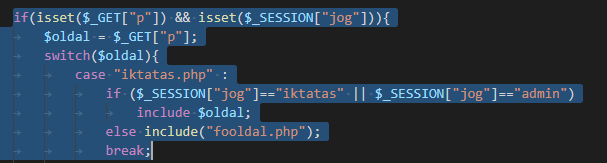 if(isset($_GET["p"]) && isset($_SESSION["jog"])){
$oldal = $_GET["p"];
switch($oldal){
case "iktatas.php" :
if ($_SESSION["jog"]=="iktatas" || $_SESSION["jog"]=="admin")
include $oldal;
else include("fooldal.php");
break;